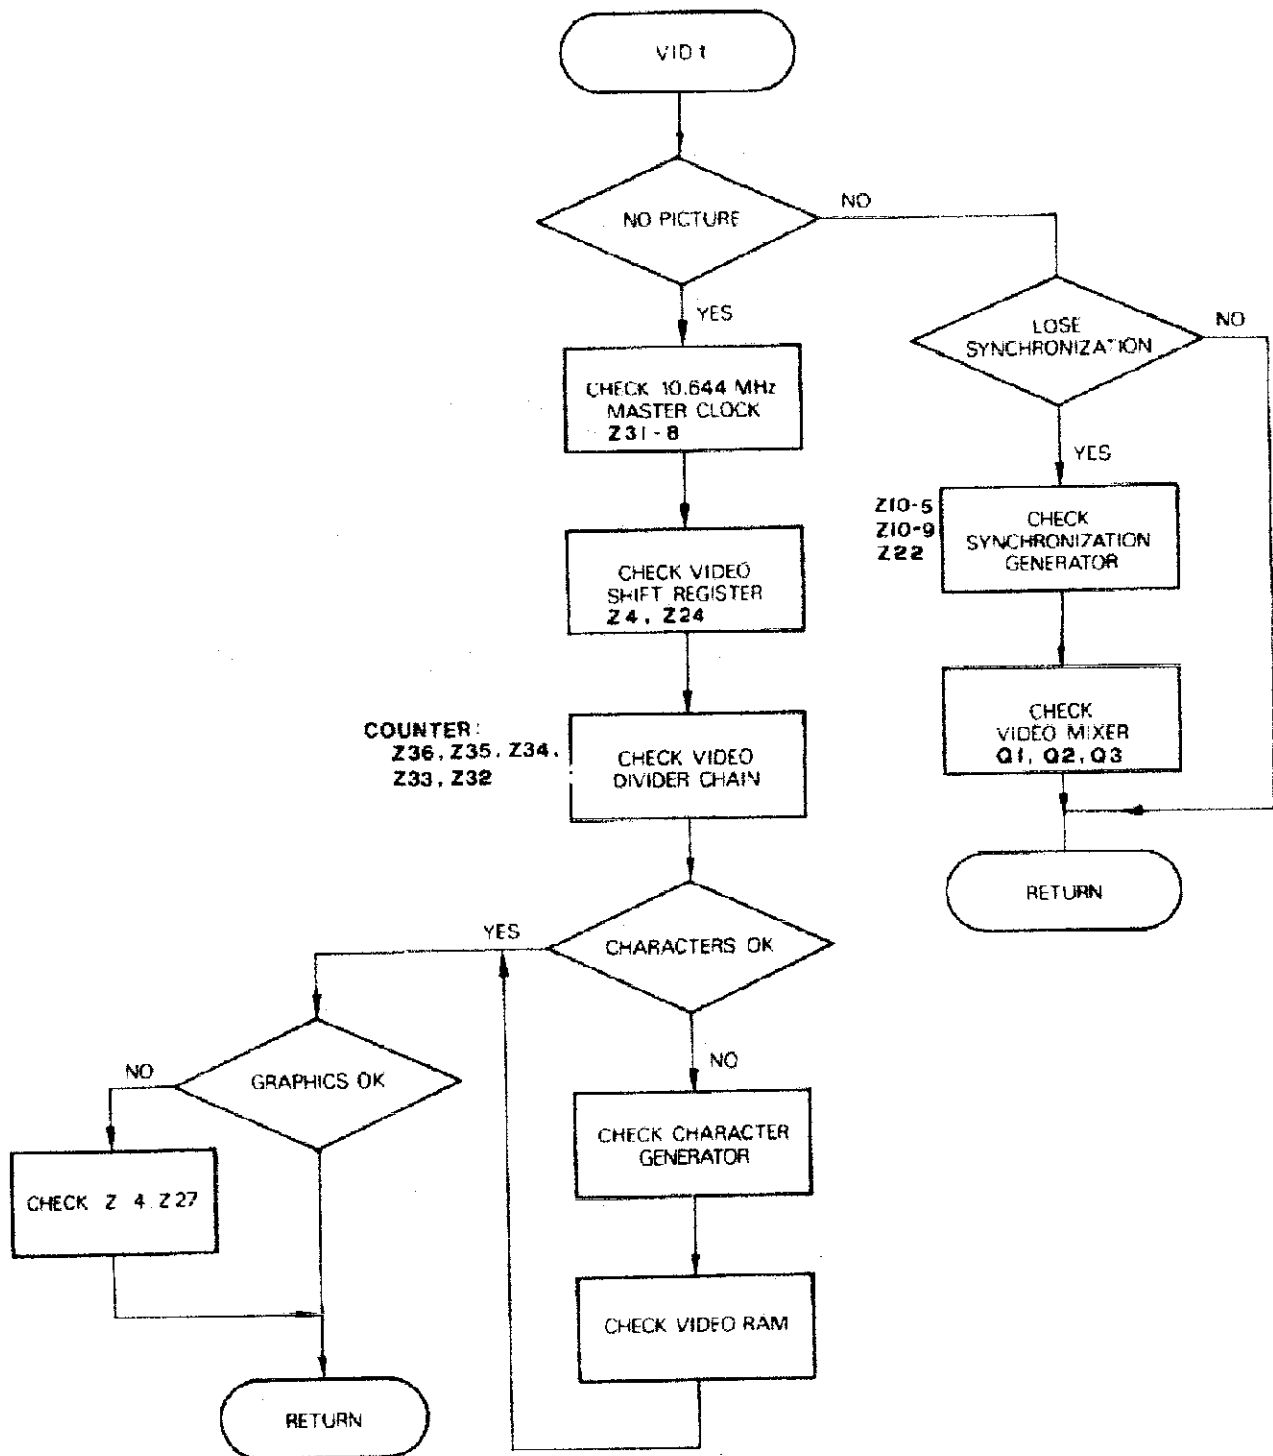 VID 1
NO PICTURE
NO
YES
LOSE
SYNCHRONIZATION
NO
YES
CHECK 10.644 MHz
MASTER CLOCK
Z31-8
Z10-5
Z10-9
Z22
CHECK
SYNCHRONIZATION
GENERATOR
CHECK VIDEO
SHIFT REGISTER
Z4, Z24
CHECK
VIDEO MIXER
Q1, Q2, Q3
COUNTER:
Z36, Z35, Z34,
Z33, Z32
CHECK VIDEO
DIVIDER CHAIN
RETURN
CHARACTERS OK
YES
NO
GRAPHICS OK
NO
CHECK Z 4, Z27
CHECK CHARACTER
GENERATOR
CHECK VIDEO RAM
RETURN